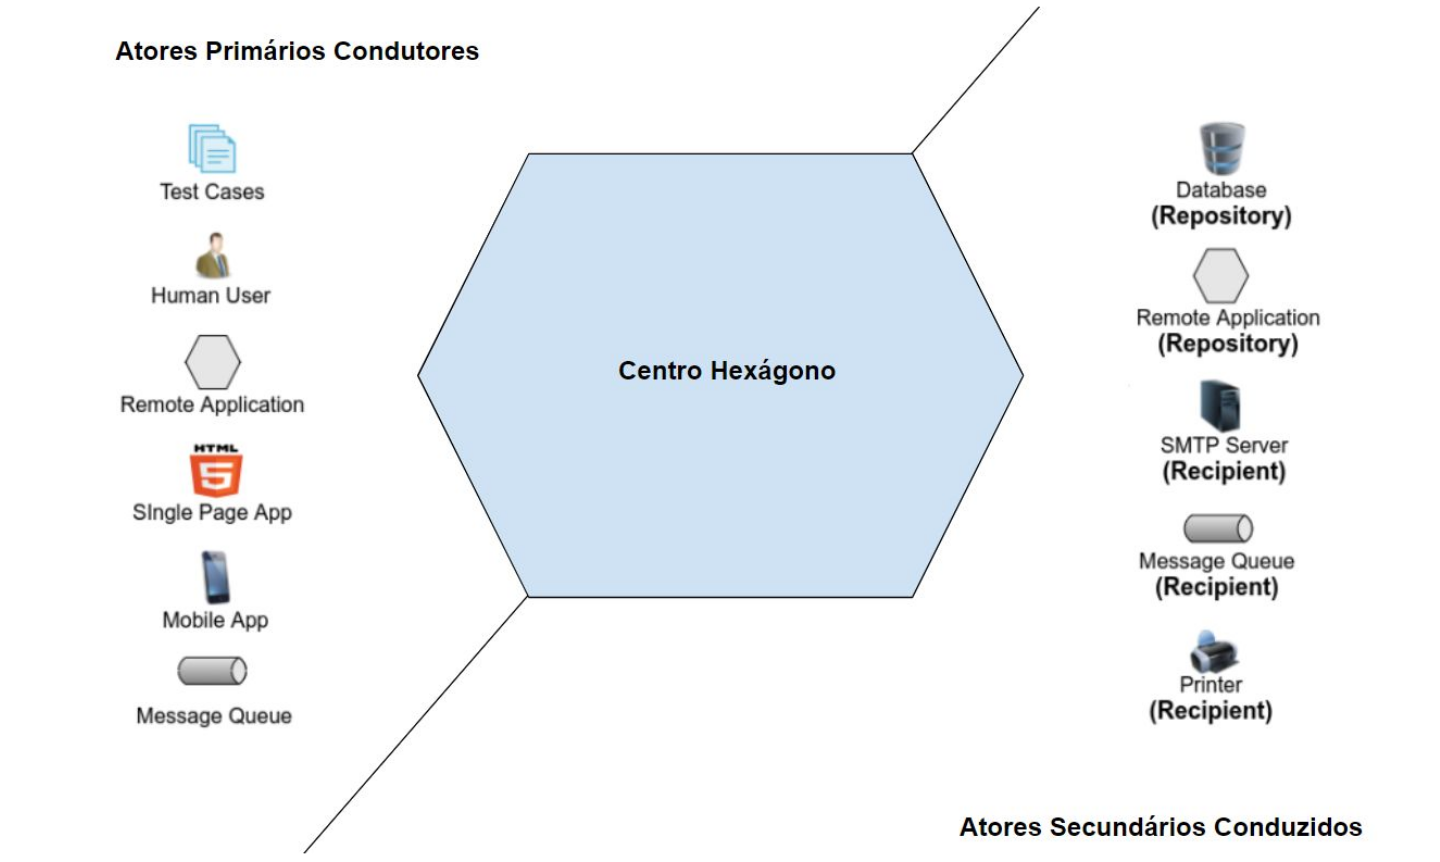 Atores Primários Condutores
Test Cases
Human User
Remote Application
HTML
5
SIngle Page App
Mobile App
Message Queue
Centro Hexágono
Database
(Repository)
Remote Application
(Repository)
SMTP Server
(Recipient)
Message Queue
(Recipient)
Printer
(Recipient)
Atores Secundários Conduzidos